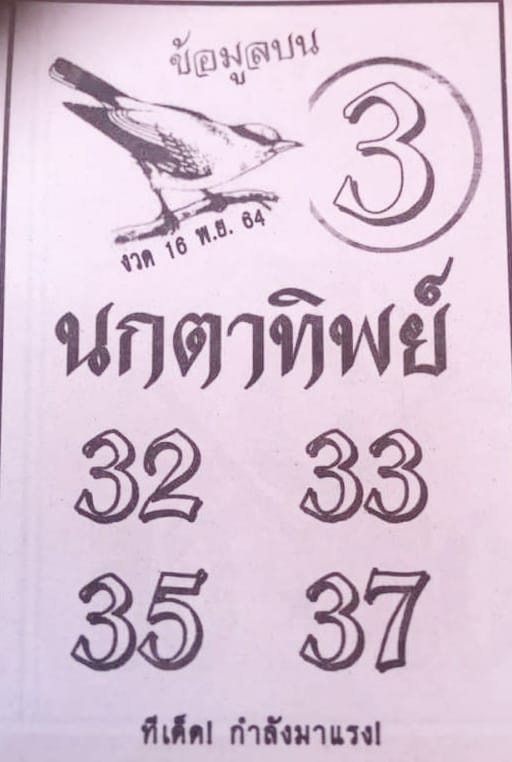 ข้อมูลบน
3
งวด 16 พ.ย. 64
นกตาทิพย์
32 33
35 37
ทีเด็ด! กำลังมาแรง!